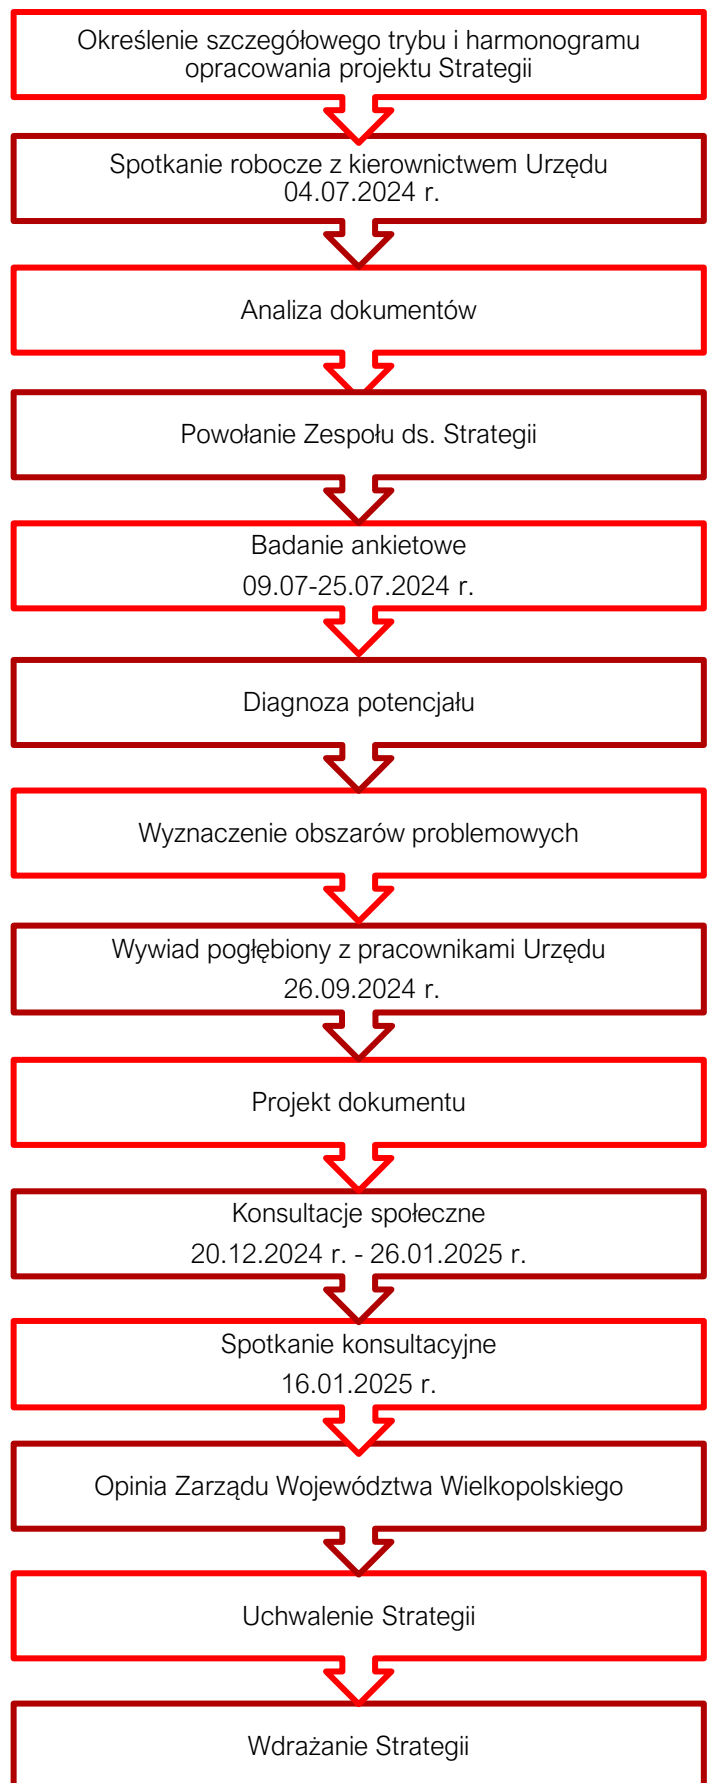 Określenie szczegółowego trybu i harmonogramu
opracowania projektu Strategii
Spotkanie robocze z kierownictwem Urzędu
04.07.2024 r.
Analiza dokumentów
Powołanie Zespołu ds. Strategii
Badanie ankietowe
09.07-25.07.2024 r.
Diagnoza potencjału
Wyznaczenie obszarów problemowych
Wywiad pogłębiony z pracownikami Urzędu
26.09.2024 r.
Projekt dokumentu
Konsultacje społeczne
20.12.2024 r. - 26.01.2025 r.
Spotkanie konsultacyjne
16.01.2025 r.
Opinia Zarządu Województwa Wielkopolskiego
Uchwalenie Strategii
Wdrażanie Strategii